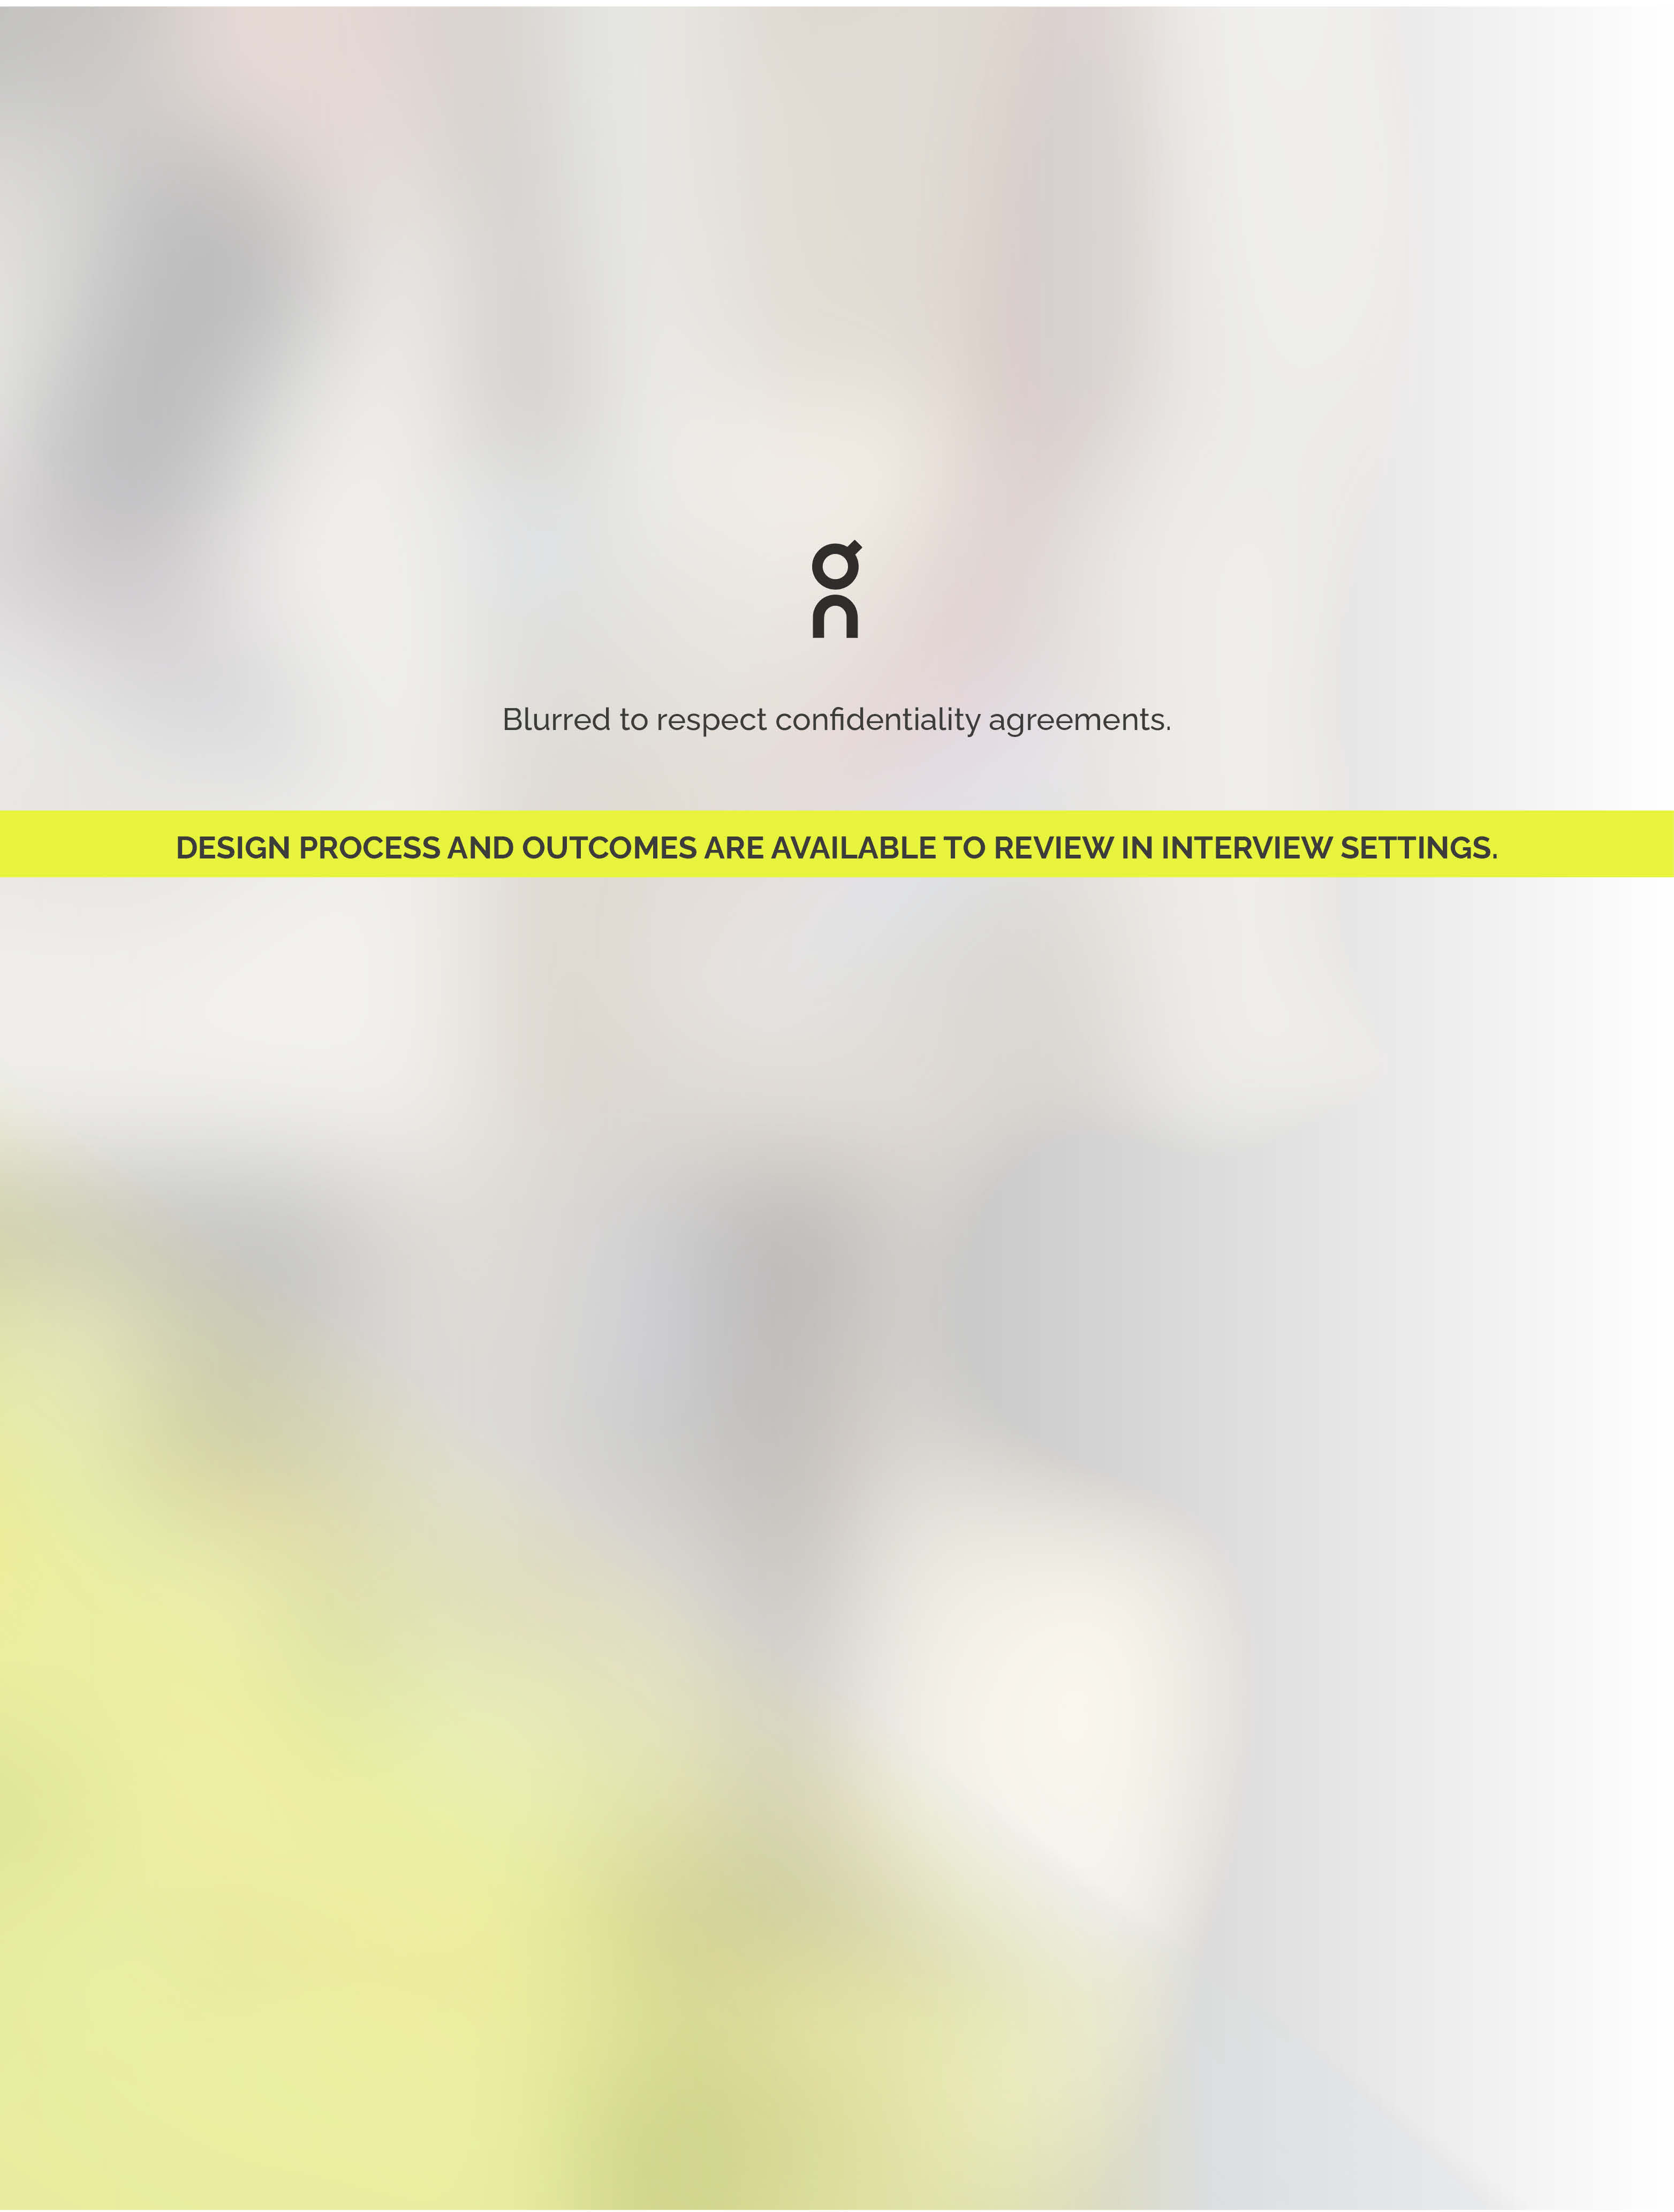 Blurred to respect confidentiality agreements.
DESIGN PROCESS AND OUTCOMES ARE AVAILABLE TO REVIEW IN INTERVIEW SETTINGS.